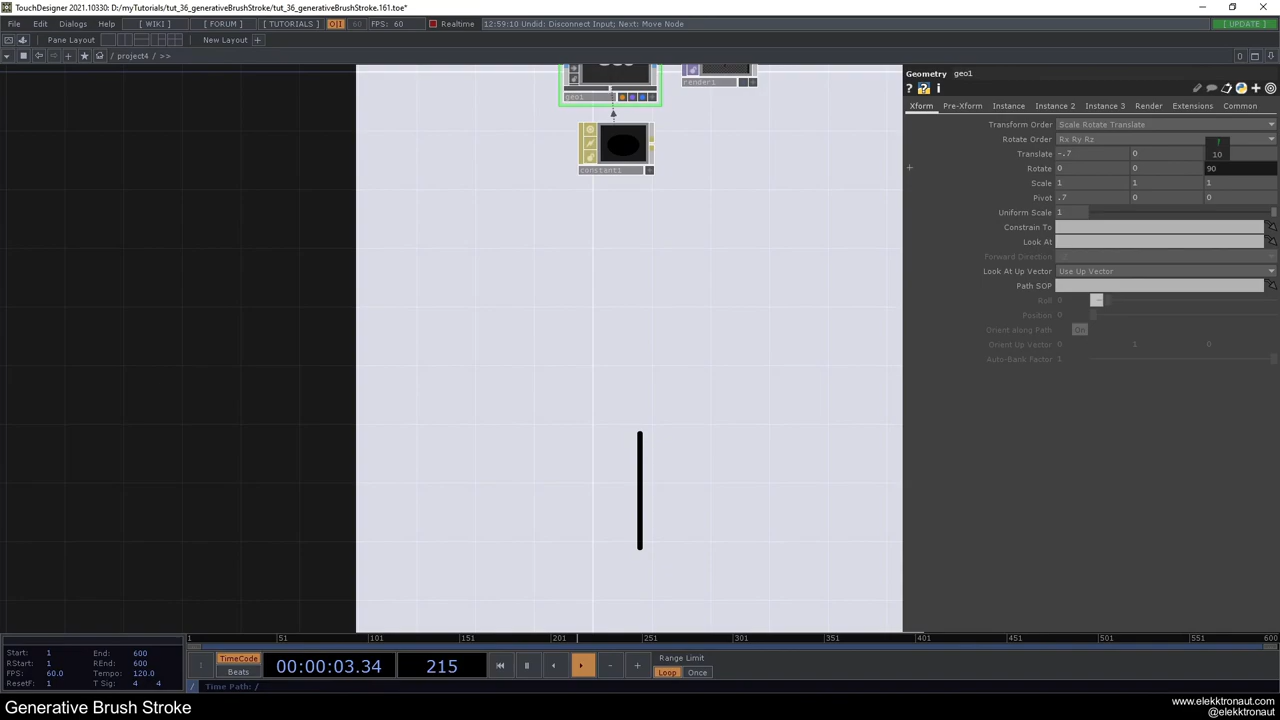 TouchDesigner 2021.10330: D:/myTutorials/tut_36_generativeBrushStroke/tut_36_generativeBrushStroke.161.toe*
File Edit Dialogs Help [ WIKI ] [ FORUM ] [ TUTORIALS ] O|I FPS: 60 Realtime 12:59:10 Undid: Disconnect Input; Next: Move Node [ UPDATE ]
Pane Layout New Layout +
/ project4 / >>
geo1
render1
constant1
Geometry geo1
? ? i
Xform Pre-Xform Instance Instance 2 Instance 3 Render Extensions Common
Transform Order Scale Rotate Translate
Rotate Order Rx Ry Rz
Translate -.7 0
10
Rotate 0 0 90
Scale 1 1 1
Pivot .7 0 0
Uniform Scale 1
Constrain To
Look At
Forward Direction
Look At Up Vector Use Up Vector
Path SOP
Roll 0
Position 0
Orient along Path On
Orient Up Vector 0 1 0
Auto-Bank Factor 1
1 51 101 151 201 251 301 351 401 451 501 551 600
Start: 1 End: 600
RStart: 1 REnd: 600
FPS: 60.0 Tempo: 120.0
ResetF: 1 T Sig: 4 4
TimeCode
Beats
00:00:03.34
215
Range Limit
Loop Once
/ Time Path: /
Generative Brush Stroke
www.elekktronaut.com
@elekktronaut